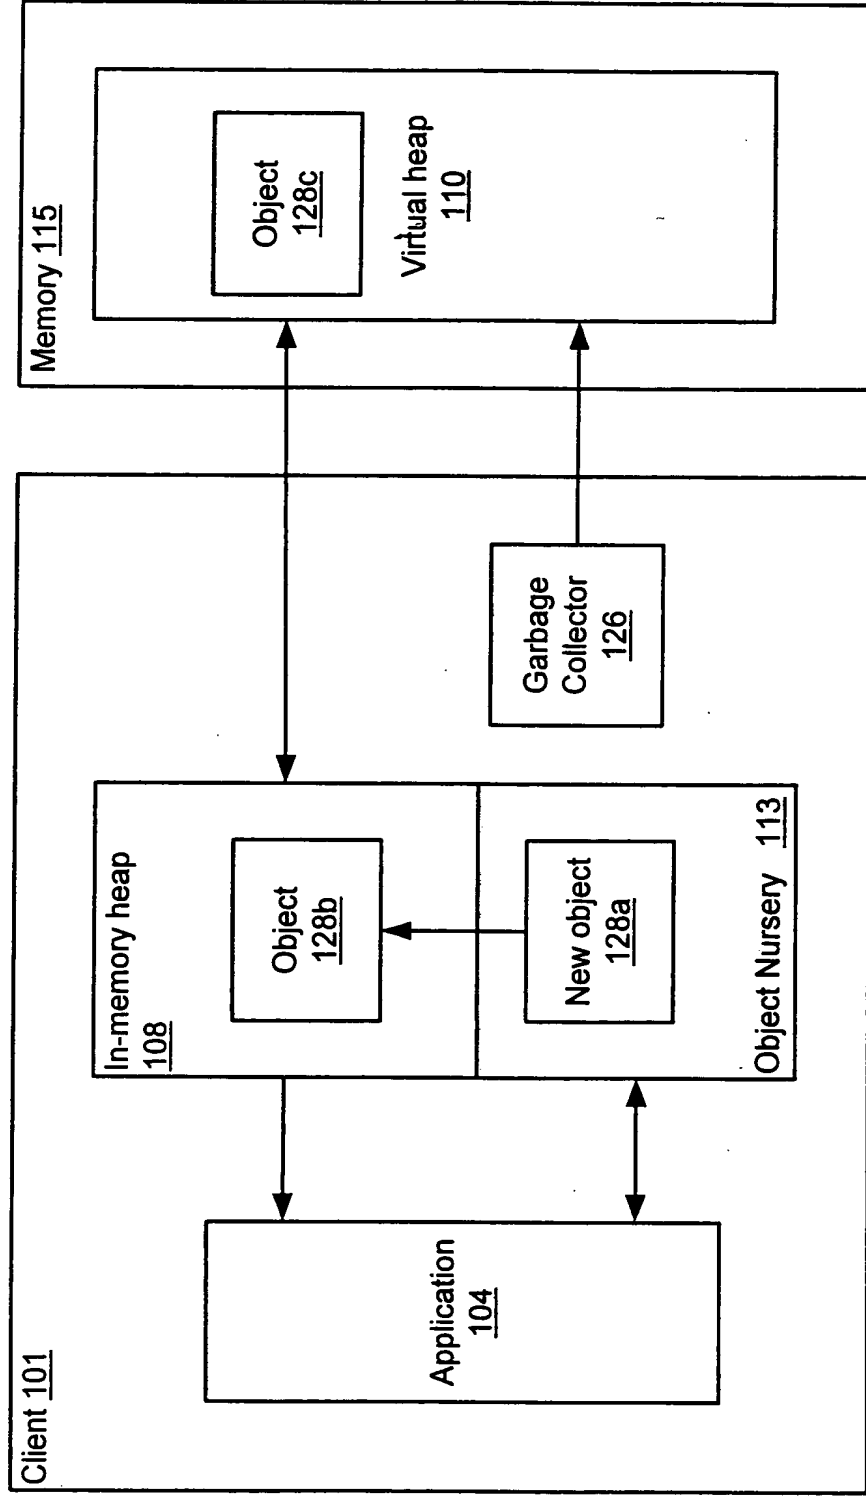 Client 101
Application
104
In-memory heap
108
Object
128b
New object
128a
Object Nursery 113
Garbage
Collector
126
Memory 115
Object
128c
Virtual heap
110